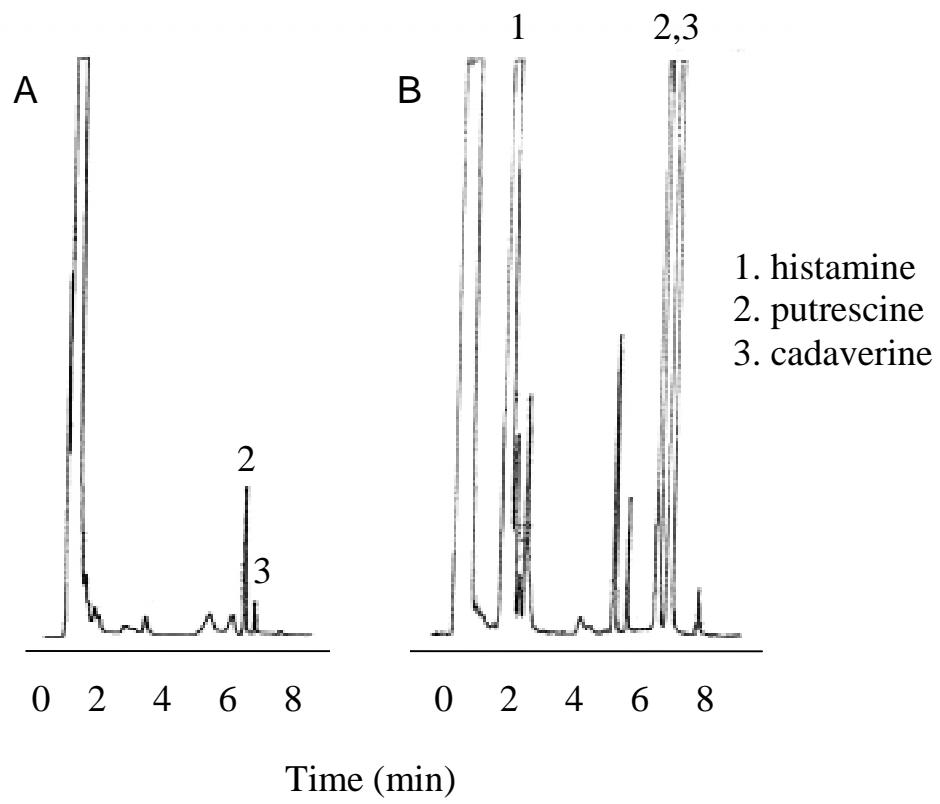 A
2
3
0 2 4 6 8
B
1
2,3
0 2 4 6 8
1. histamine
2. putrescine
3. cadaverine
Time (min)